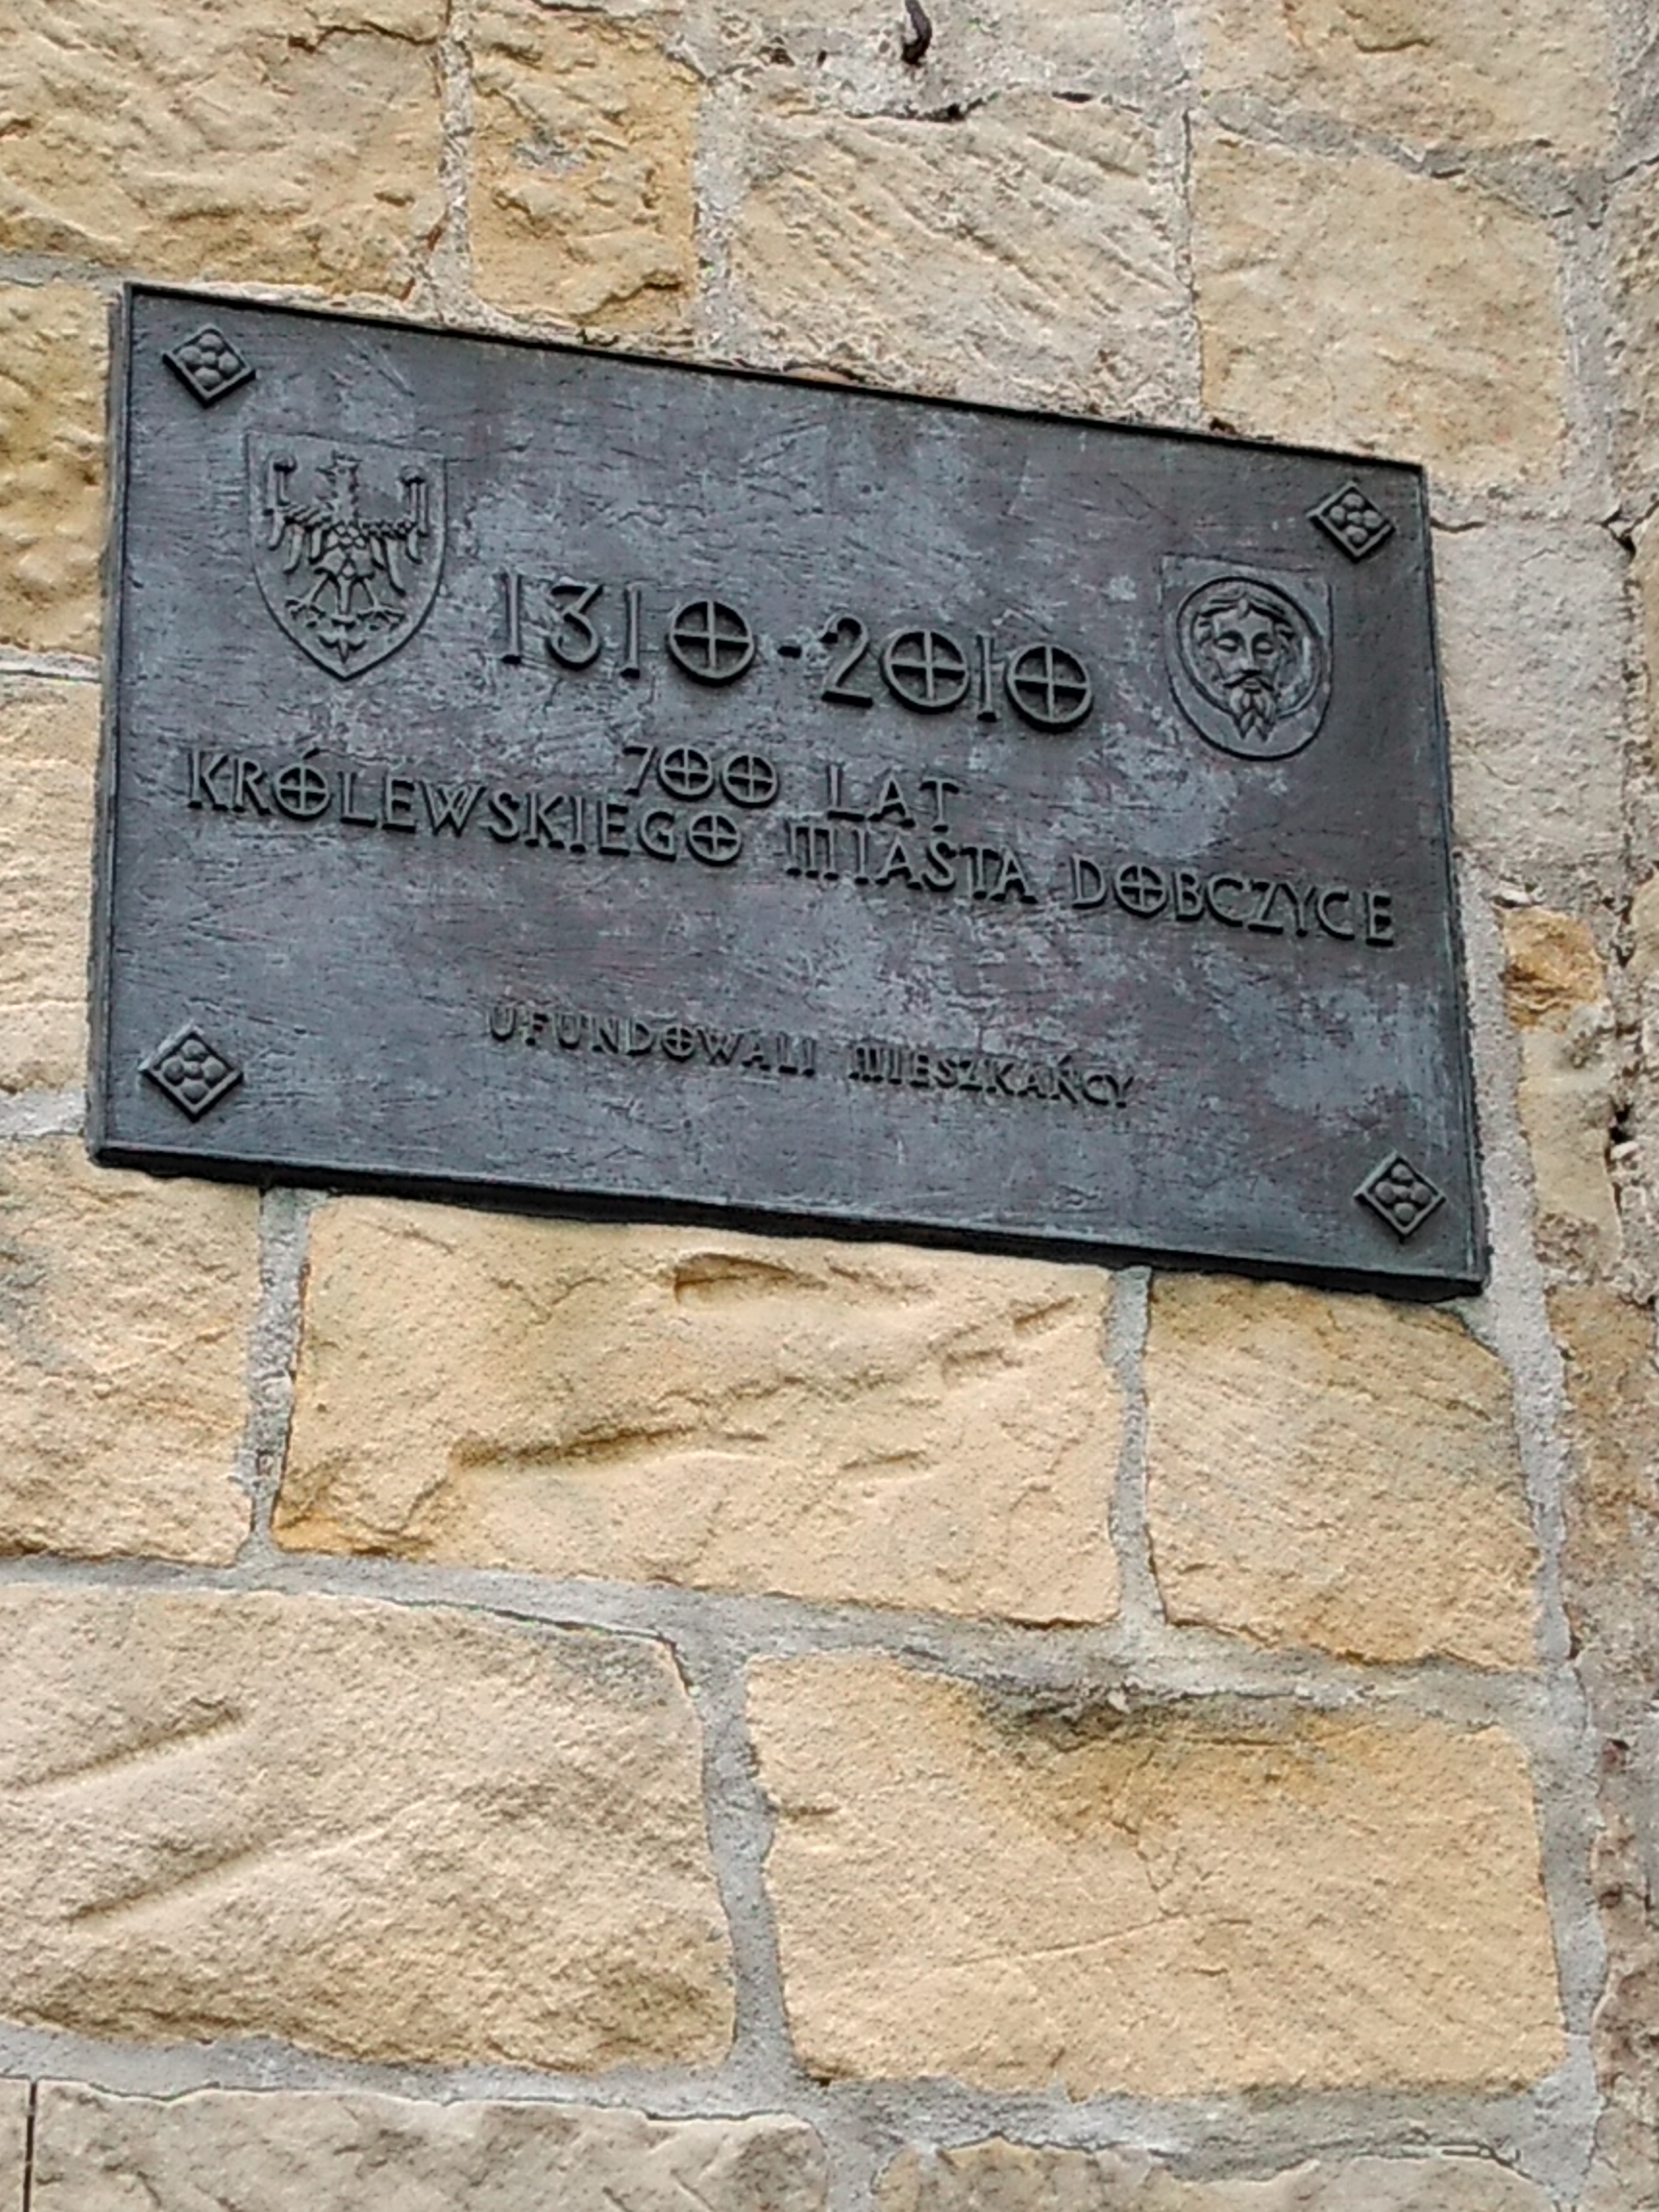 1310-2010
700 LAT
KRÓLEWSKIEGO MIASTA DOBCZYCE
UFUNDOWALI MIESZKAŃCY